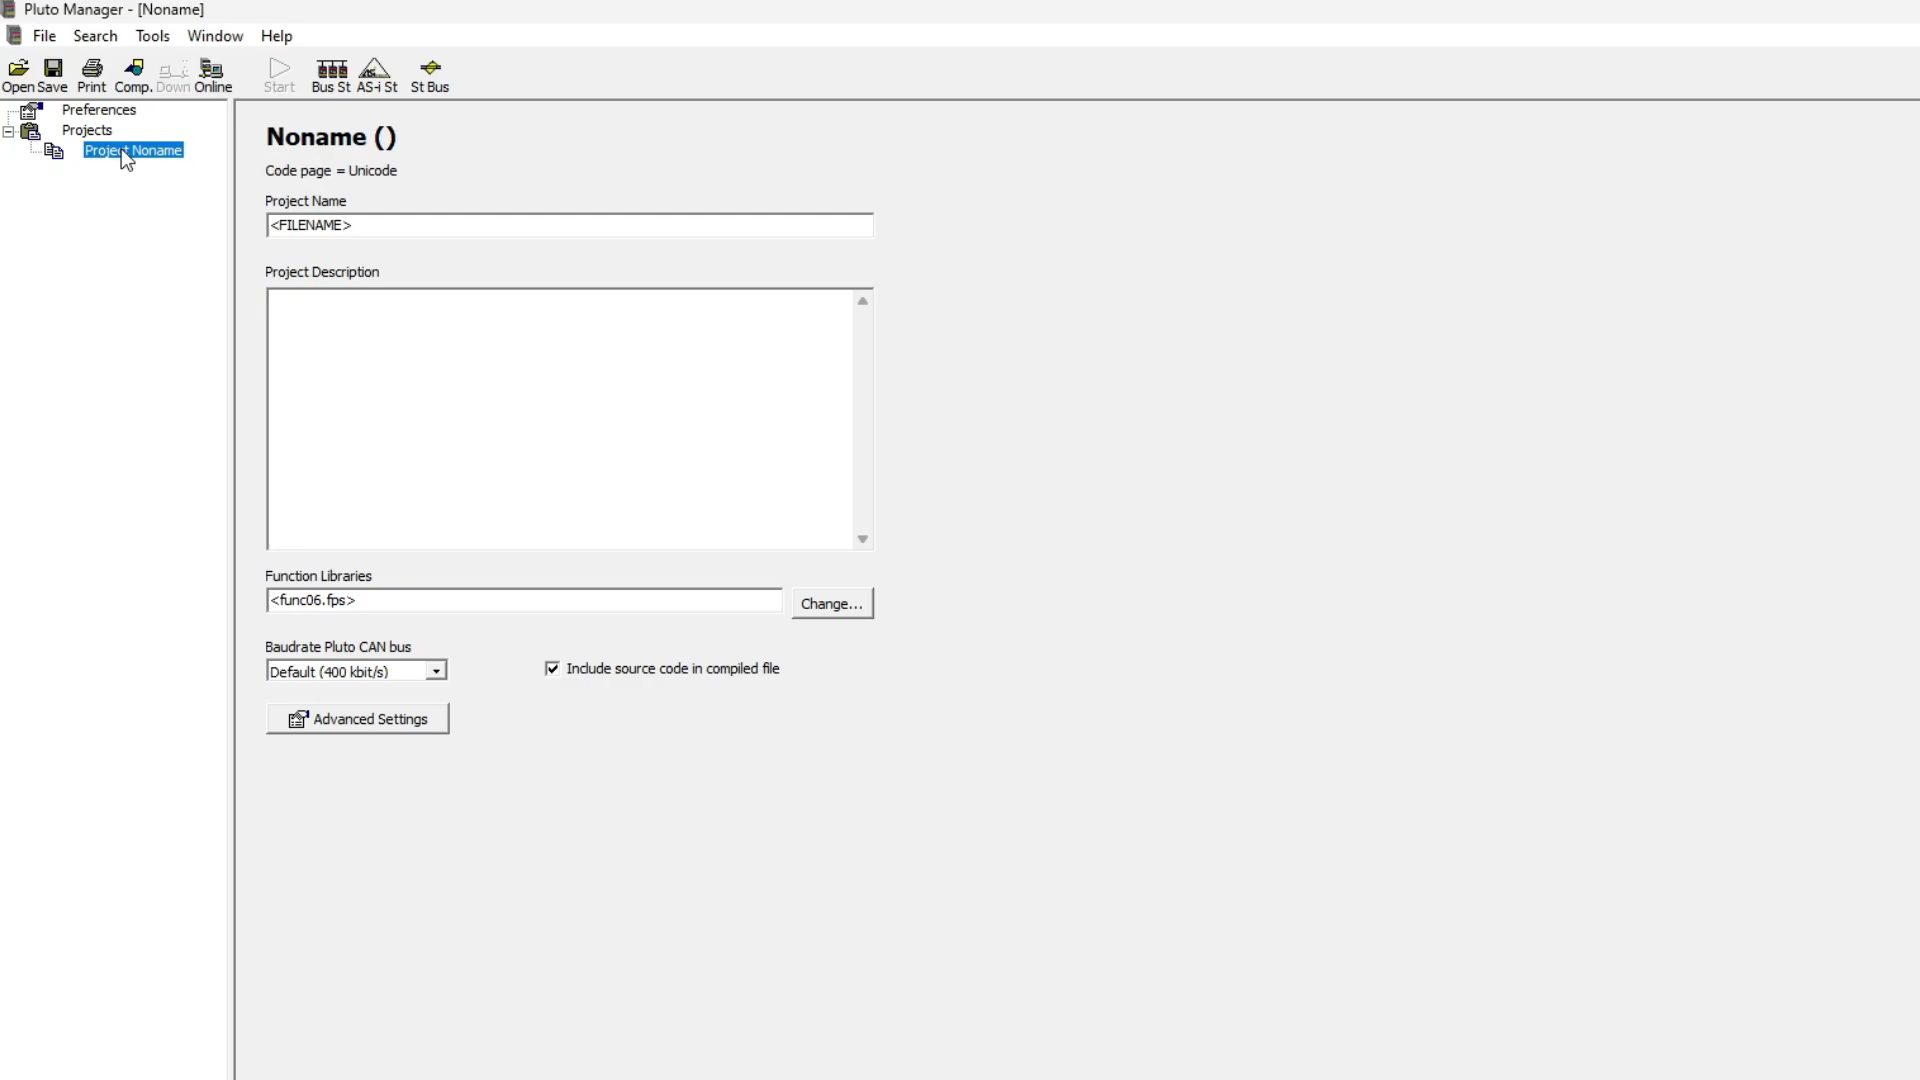 Pluto Manager - [Noname]
File Search Tools Window Help
Open Save Print Comp. Down Online Start Bus St AS-i St St Bus
Preferences
Projects
Project Noname
Noname ()
Code page = Unicode
Project Name
<FILENAME>
Project Description
Function Libraries
<func06.fps>
Change...
Baudrate Pluto CAN bus
Default (400 kbit/s)
Include source code in compiled file
Advanced Settings